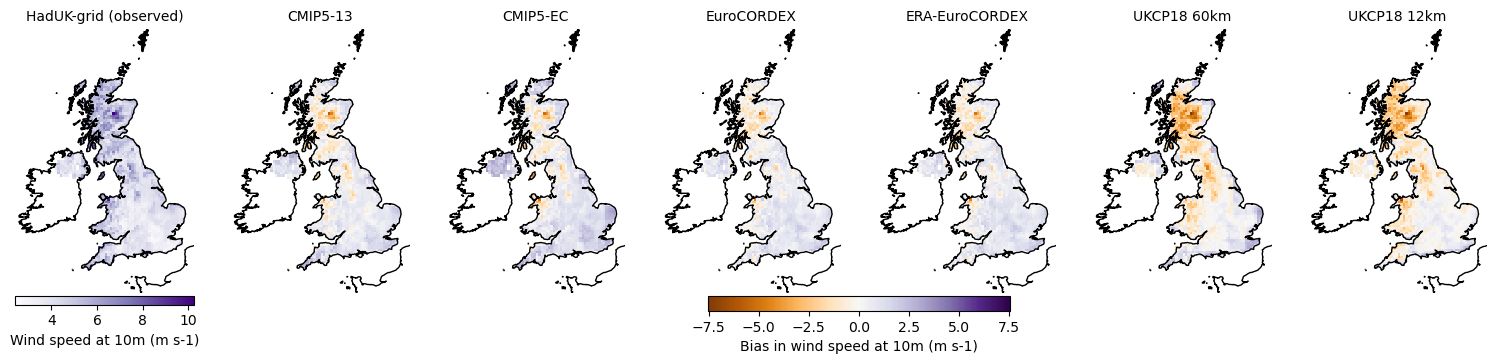 HadUK-grid (observed)
CMIP5-13
CMIP5-EC
EuroCORDEX
ERA-EuroCORDEX
UKCP18 60km
UKCP18 12km
4 6 8 10
Wind speed at 10m (m s-1)
−7.5 −5.0 −2.5 0.0 2.5 5.0 7.5
Bias in wind speed at 10m (m s-1)